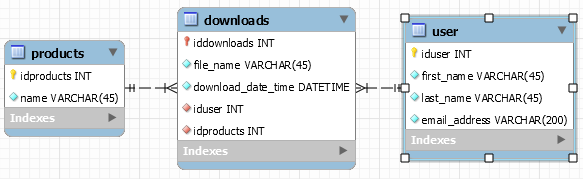 products
idproducts INT
name VARCHAR(45)
Indexes
downloads
iddownloads INT
file_name VARCHAR(45)
download_date_time DATETIME
iduser INT
idproducts INT
Indexes
user
iduser INT
first_name VARCHAR(45)
last_name VARCHAR(45)
email_address VARCHAR(200)
Indexes